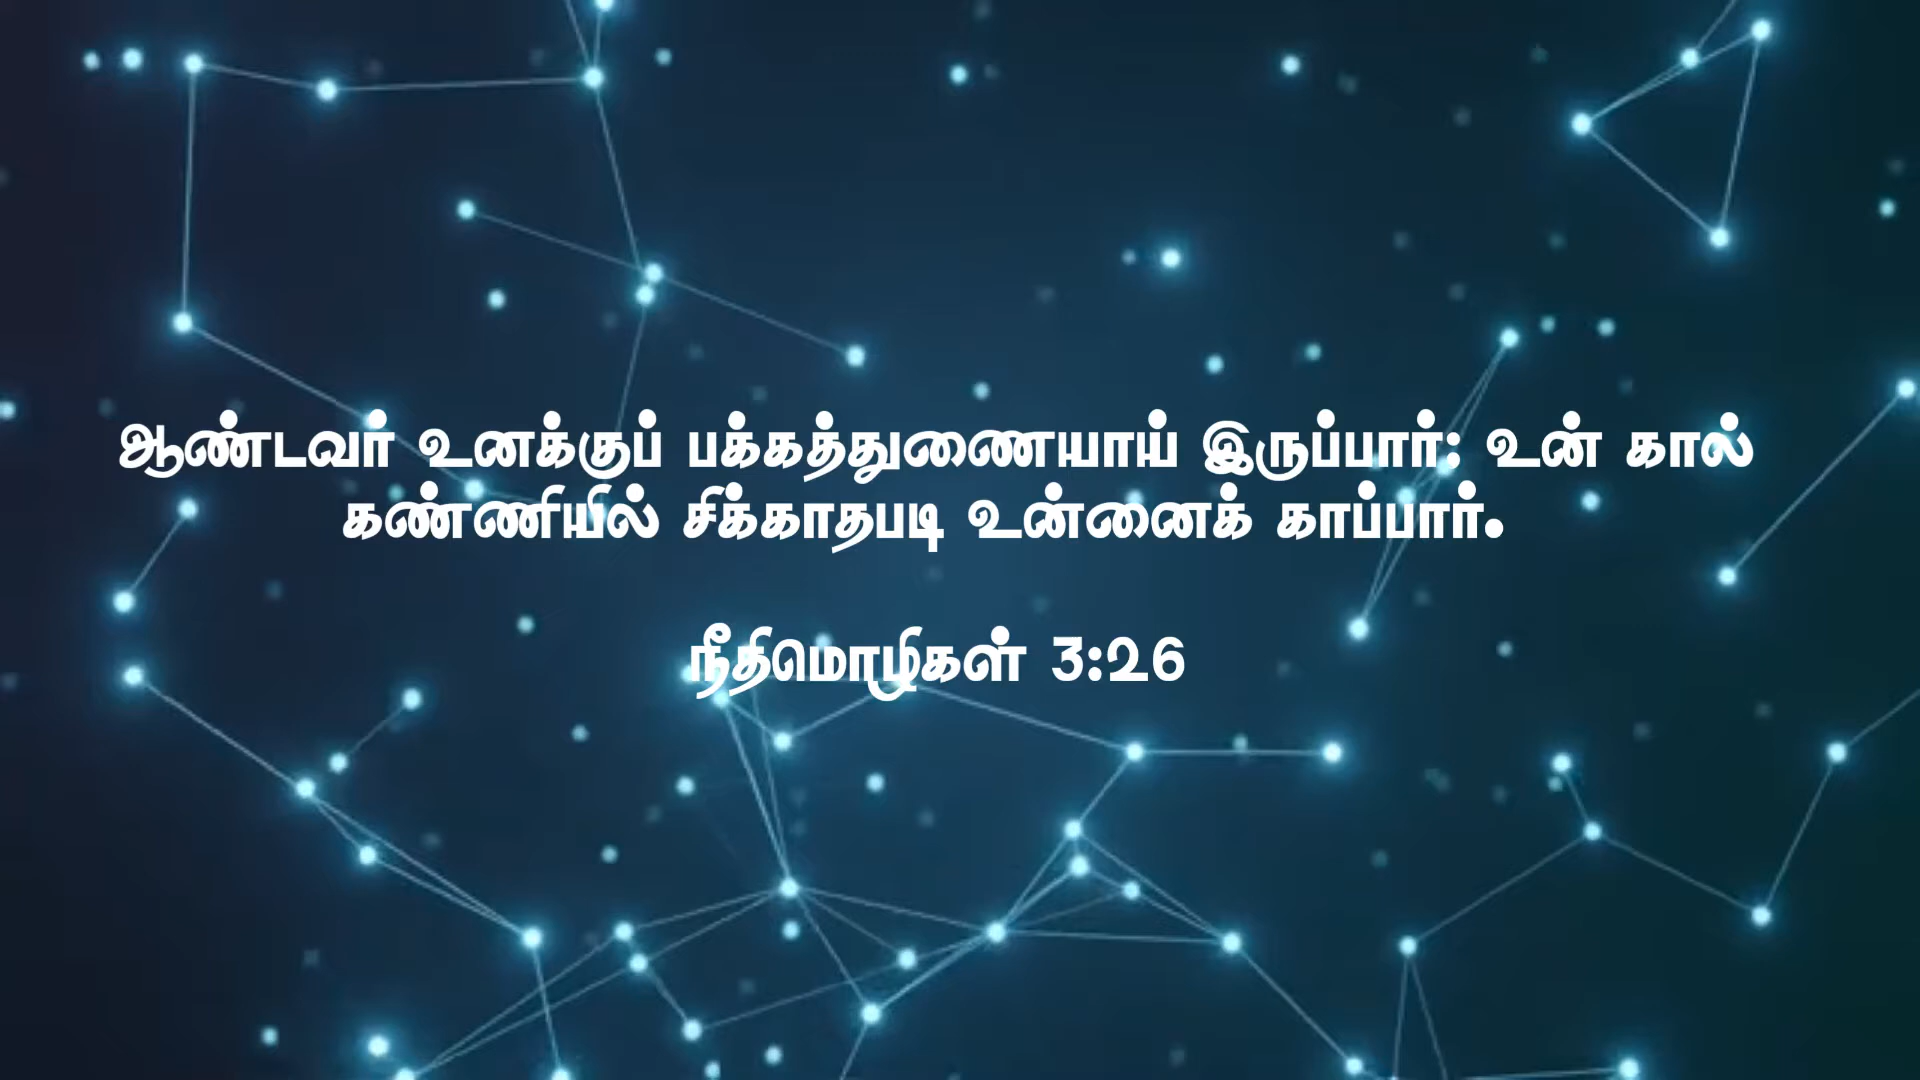 ஆண்டவர் உனக்குப் பக்கத்துணையாய் இருப்பார்: உன் கால்
கண்ணியில் சிக்காதபடி உன்னைக் காப்பார்.
நீதிமொழிகள் 3:26